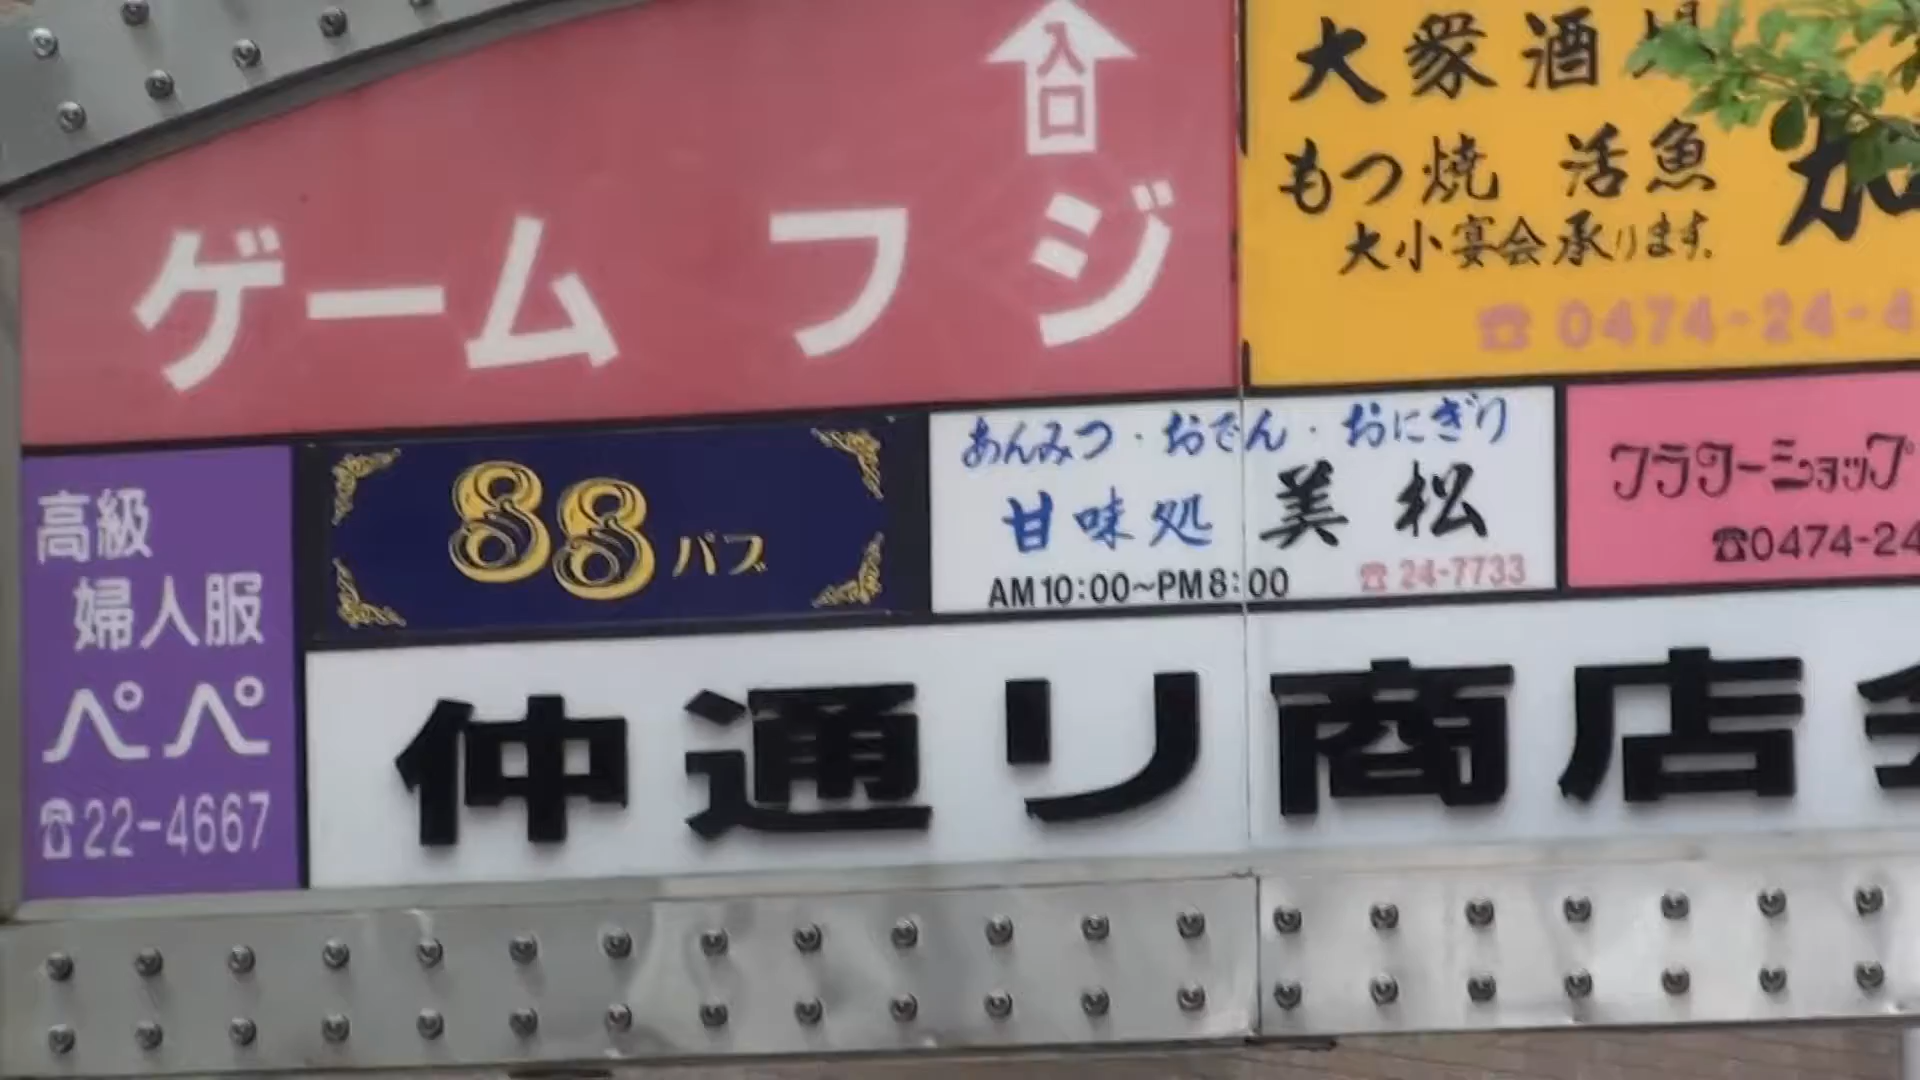 入口
ゲーム フジ
大衆酒場
もつ焼 活魚
大小宴会承ります。
☎ 0474-24-4
高級
婦人服
ペペ
☎22-4667
88 パブ
あんみつ・おでん・おにぎり
甘味処 美松
AM10:00~PM8:00 ☎ 24-7733
フラワーショップ
☎0474-24
仲通り商店